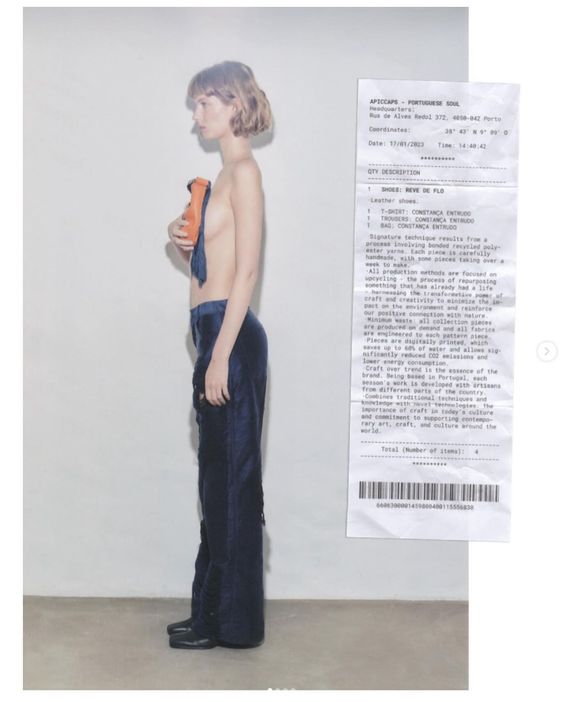 APICCAPS - PORTUGUESE SOUL
Headquarters:
Rua de Alves Redol 372, 4050-042 Porto
Coordinates: 38° 43' N 9° 09' O
Date: 17/01/2023 Time: 14:40:42
**********
QTY DESCRIPTION
1 SHOES: REVE DE FLO
·Leather shoes.
1 T-SHIRT: CONSTANÇA ENTRUDO
1 TROUSERS: CONSTANÇA ENTRUDO
1 BAG: CONSTANÇA ENTRUDO
·Signature technique results from a
process involving bonded recycled poly-
ester yarns. Each piece is carefully
handmade, with some pieces taking over a
week to make.
·All production methods are focused on
upcycling - the process of repurposing
something that has already had a life
- harnessing the transformative power of
craft and creativity to minimize the im-
pact on the environment and reinforce
our positive connection with nature.
·Minimum waste: all collection pieces
are produced on demand and all fabrics
are engineered to each pattern piece.
·Pieces are digitally printed, which
saves up to 60% of water and allows sig-
nificantly reduced CO2 emissions and
lower energy consumption.
·Craft over trend is the essence of the
brand. Being based in Portugal, each
season's work is developed with artisans
from different parts of the country.
·Combines traditional techniques and
knowledge with novel technologies. The
importance of craft in today's culture
and commitment to supporting contempo-
rary art, craft, and culture around the
world.
Total (Number of items): 4
**********